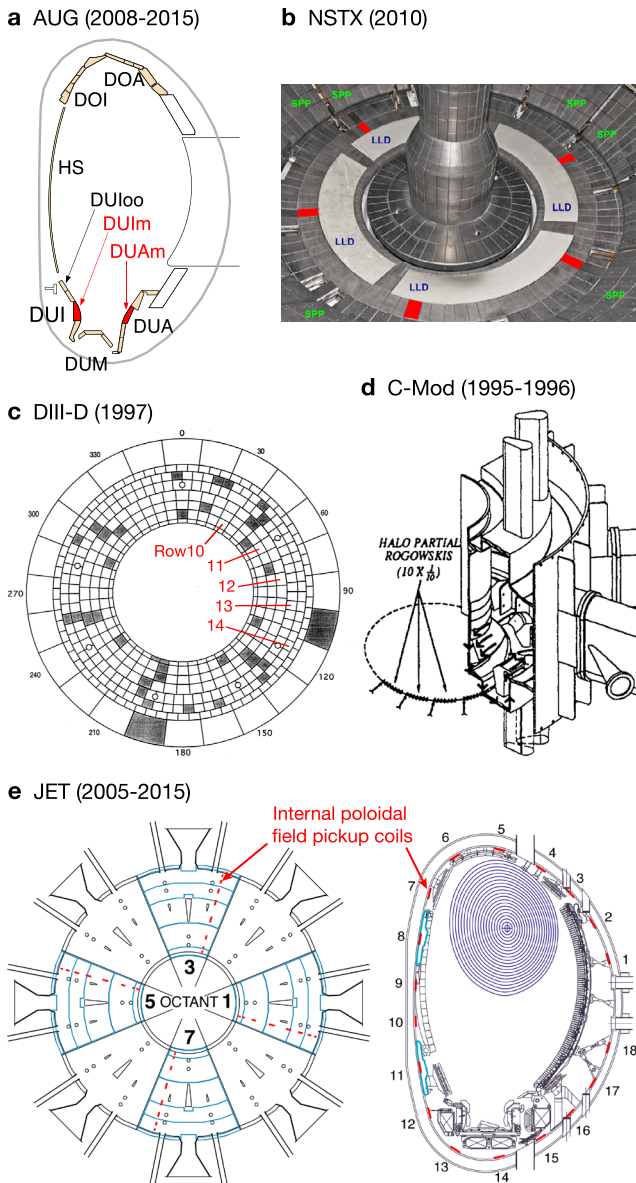 a AUG (2008-2015)
DOA
DOI
HS
DUIoo
DUIm
DUAm
DUI
DUA
DUM
b NSTX (2010)
SPP
SPP
SPP
SPP
SPP
SPP
SPP
LLD
LLD
LLD
LLD
c DIII-D (1997)
0
30
60
90
120
150
180
210
240
270
300
330
Row10
11
12
13
14
d C-Mod (1995-1996)
HALO PARTIAL
ROGOWSKIS
(10 X 1/10)
e JET (2005-2015)
Internal poloidal
field pickup coils
3
5 OCTANT 1
7
1
2
3
4
5
6
7
8
9
10
11
12
13
14
15
16
17
18